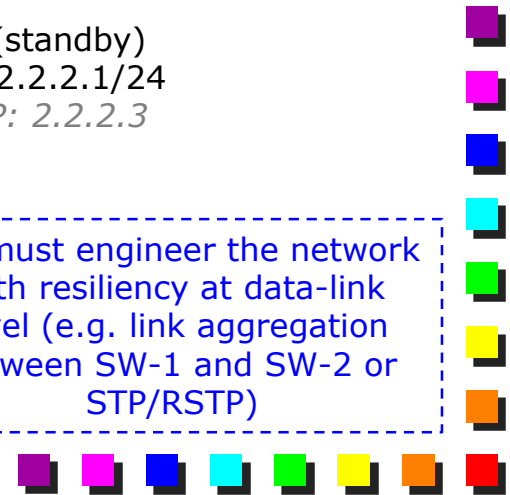 (standby)
2.2.2.1/24
P: 2.2.2.3
must engineer the network
th resiliency at data-link
vel (e.g. link aggregation
ween SW-1 and SW-2 or
STP/RSTP)